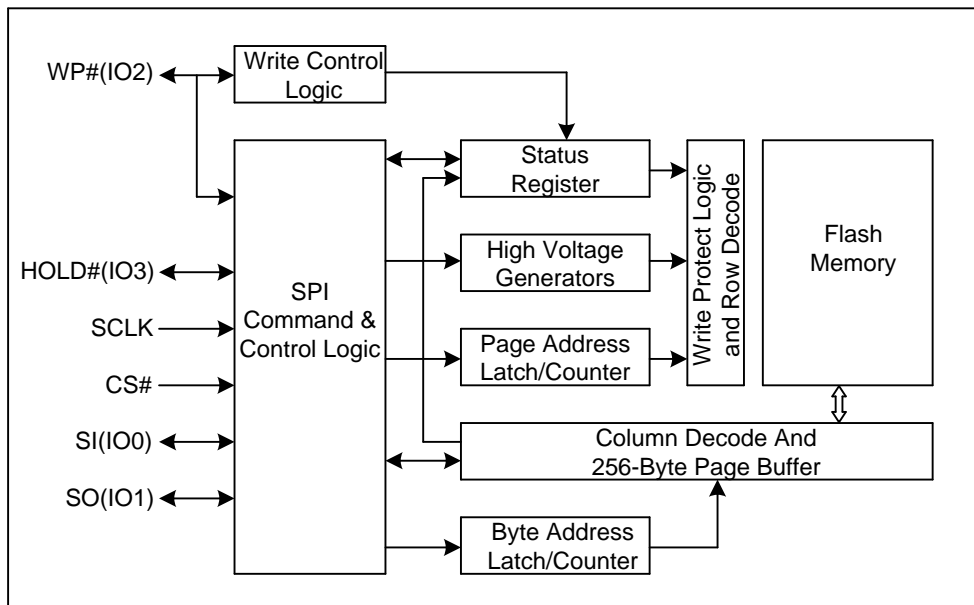 WP#(IO2)
Write Control
Logic
Status
Register
HOLD#(IO3)
High Voltage
Generators
SPI
Command &
Control Logic
SCLK
Page Address
Latch/Counter
CS#
Write Protect Logic
and Row Decode
Flash
Memory
SI(IO0)
Column Decode And
256-Byte Page Buffer
SO(IO1)
Byte Address
Latch/Counter